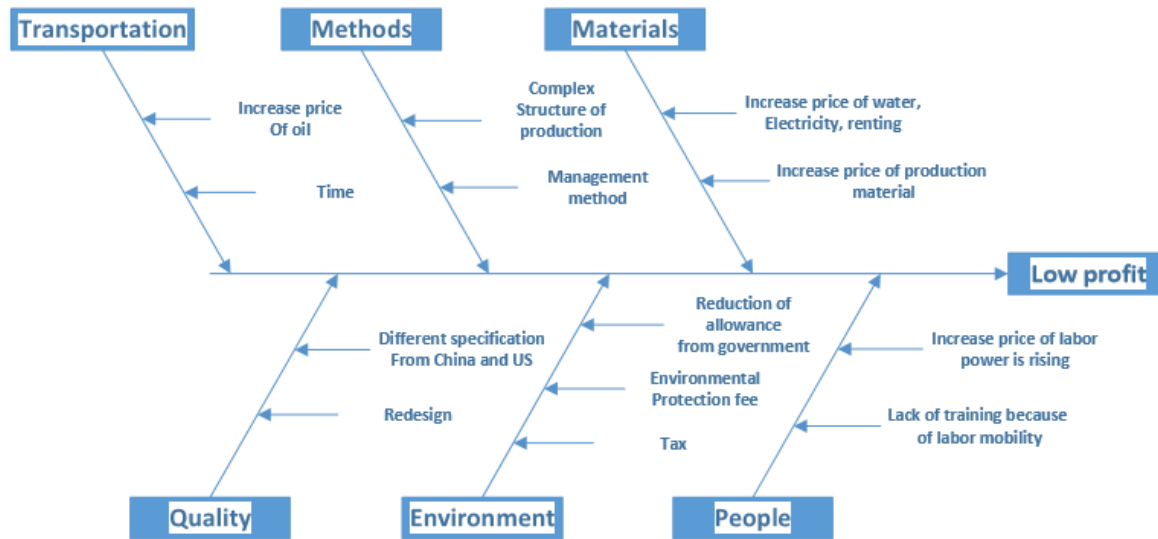 Transportation
Methods
Materials
Increase price
Of oil
Time
Complex
Structure of
production
Management
method
Increase price of water,
Electricity, renting
Increase price of production
material
Low profit
Different specification
From China and US
Redesign
Reduction of
allowance
from government
Environmental
Protection fee
Tax
Increase price of labor
power is rising
Lack of training because
of labor mobility
Quality
Environment
People